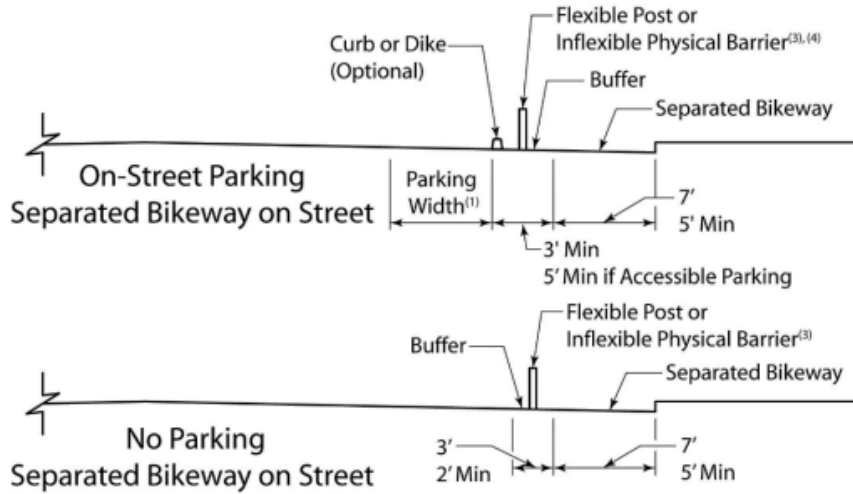 Flexible Post or
Inflexible Physical Barrier(3), (4)
Curb or Dike
(Optional)
Buffer
Separated Bikeway
On-Street Parking
Separated Bikeway on Street
Parking
Width(1)
7'
5' Min
3' Min
5' Min if Accessible Parking
Flexible Post or
Inflexible Physical Barrier(3)
Buffer
Separated Bikeway
No Parking
Separated Bikeway on Street
3'
2' Min
7'
5' Min